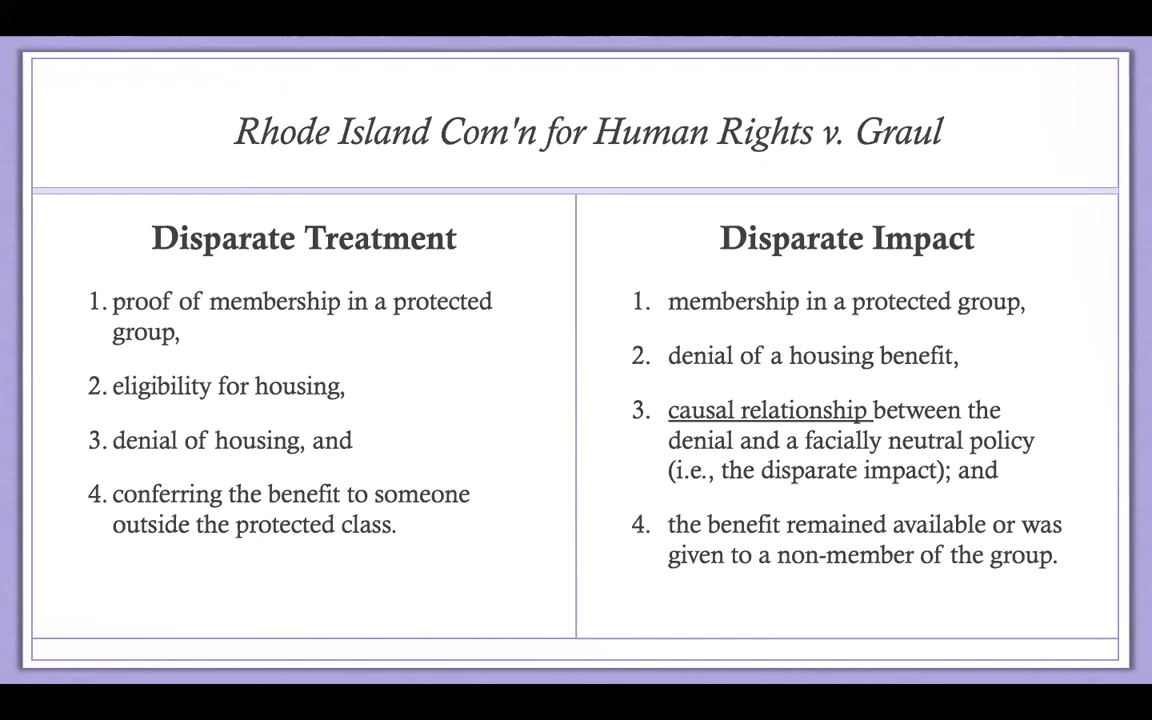 Rhode Island Com'n for Human Rights v. Graul
Disparate Treatment
1. proof of membership in a protected
group,
2. eligibility for housing,
3. denial of housing, and
4. conferring the benefit to someone
outside the protected class.
Disparate Impact
1. membership in a protected group,
2. denial of a housing benefit,
3. causal relationship between the
denial and a facially neutral policy
(i.e., the disparate impact); and
4. the benefit remained available or was
given to a non-member of the group.